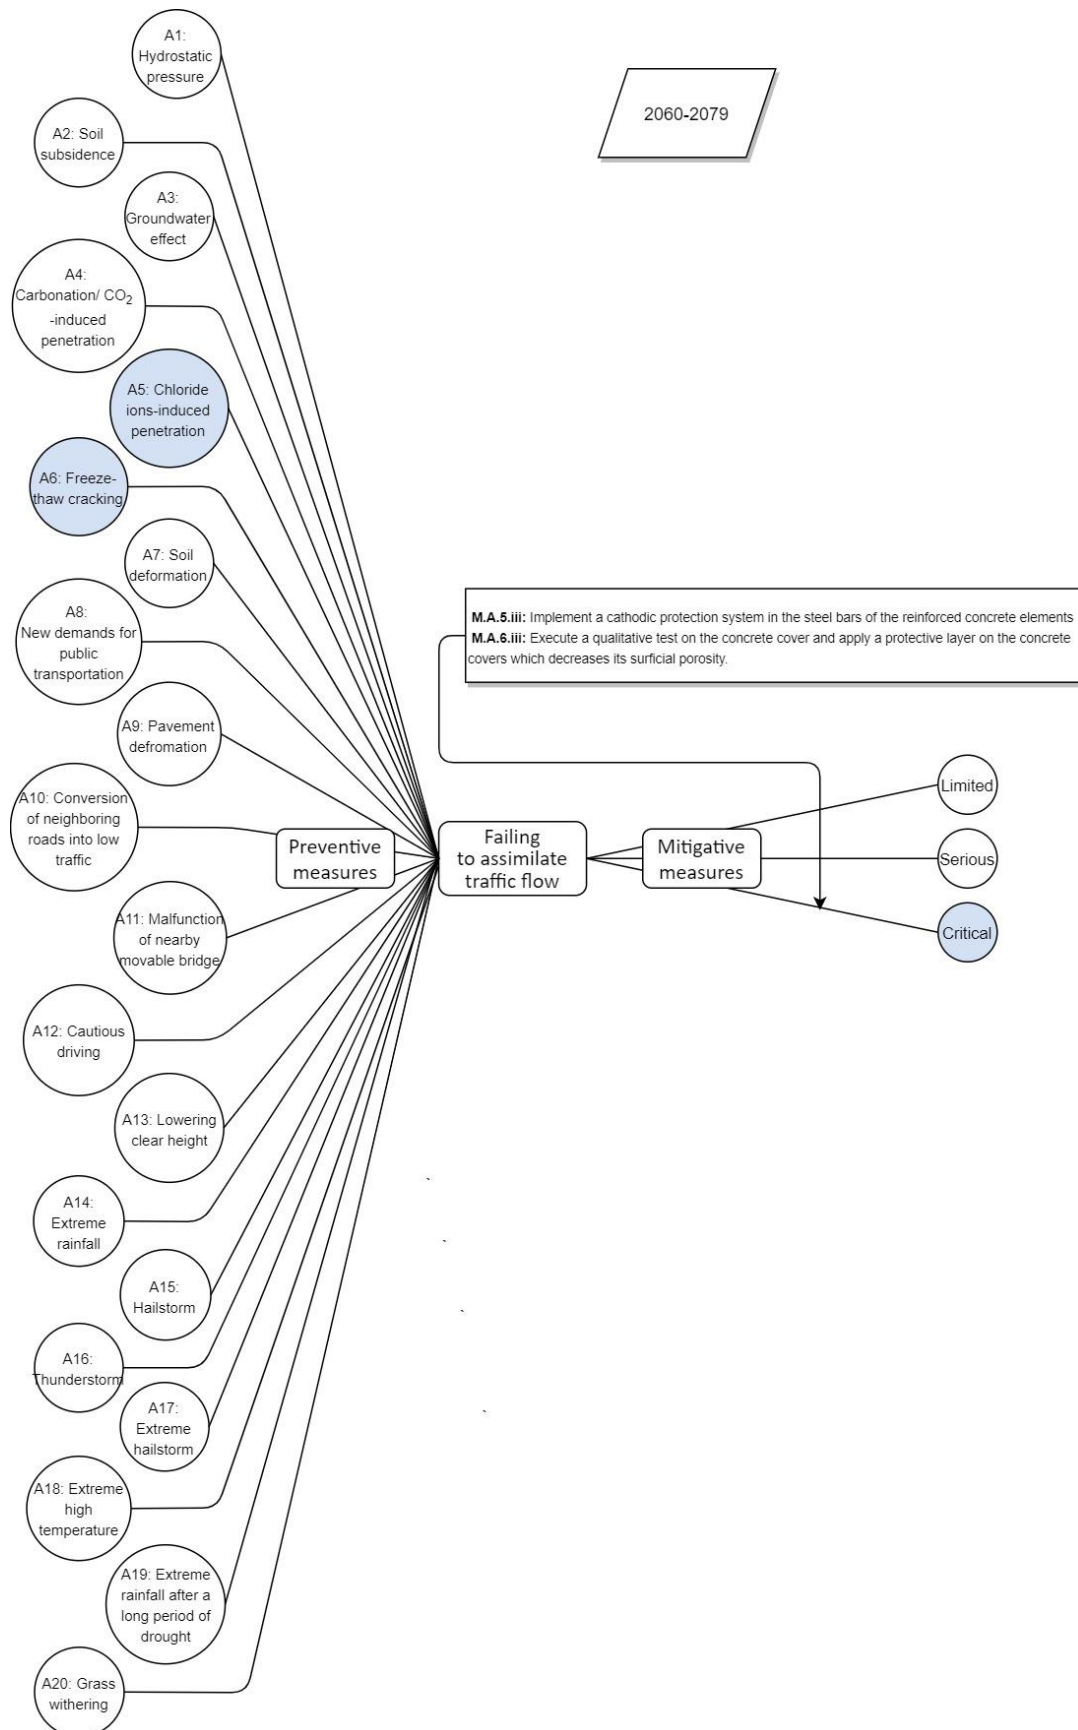 A1:
Hydrostatic
pressure
2060-2079
A2: Soil
subsidence
A3:
Groundwater
effect
A4:
Carbonation/ CO2
-induced
penetration
A5: Chloride
ions-induced
penetration
A6: Freeze-
thaw cracking
A7: Soil
deformation
A8:
New demands for
public
transportation
M.A.5.iii: Implement a cathodic protection system in the steel bars of the reinforced concrete elements
M.A.6.iii: Execute a qualitative test on the concrete cover and apply a protective layer on the concrete
covers which decreases its surficial porosity.
A9: Pavement
defromation
A10: Conversion
of neighboring
roads into low
traffic
Preventive
measures
Failing
to assimilate
traffic flow
Mitigative
measures
Limited
Serious
Critical
A11: Malfunction
of nearby
movable bridge
A12: Cautious
driving
A13: Lowering
clear height
A14:
Extreme
rainfall
A15:
Hailstorm
A16:
Thunderstorm
A17:
Extreme
hailstorm
A18: Extreme
high
temperature
A19: Extreme
rainfall after a
long period of
drought
A20: Grass
withering